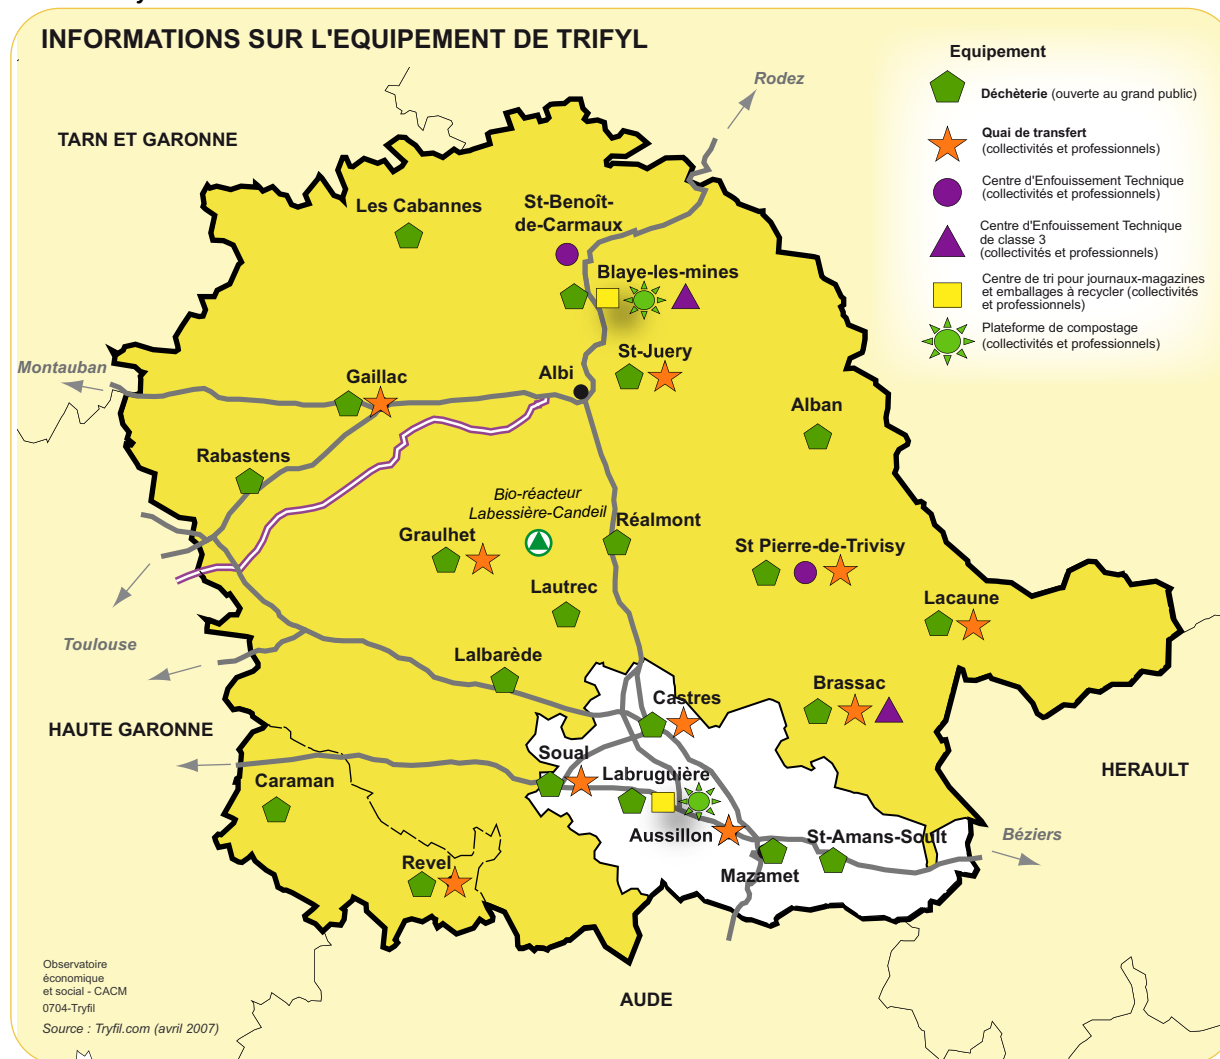 INFORMATIONS SUR L'EQUIPEMENT DE TRIFYL
Equipement
Déchèterie (ouverte au grand public)
Quai de transfert
(collectivités et professionnels)
Centre d'Enfouissement Technique
(collectivités et professionnels)
Centre d'Enfouissement Technique
de classe 3
(collectivités et professionnels)
Centre de tri pour journaux-magazines
et emballages à recycler (collectivités
et professionnels)
Plateforme de compostage
(collectivités et professionnels)
Rodez
TARN ET GARONNE
Les Cabannes
St-Benoît-
de-Carmaux
Blaye-les-mines
St-Juery
Montauban
Gaillac
Albi
Alban
Rabastens
Bio-réacteur
Labessière-Candeil
Graulhet
Réalmont
St Pierre-de-Trivisy
Lautrec
Lacaune
Toulouse
Lalbarède
Brassac
Castres
HAUTE GARONNE
Soual
Labruguière
HERAULT
Caraman
Aussillon
St-Amans-Soult
Béziers
Revel
Mazamet
AUDE
Observatoire
économique
et social - CACM
0704-Tryfil
Source : Tryfil.com (avril 2007)